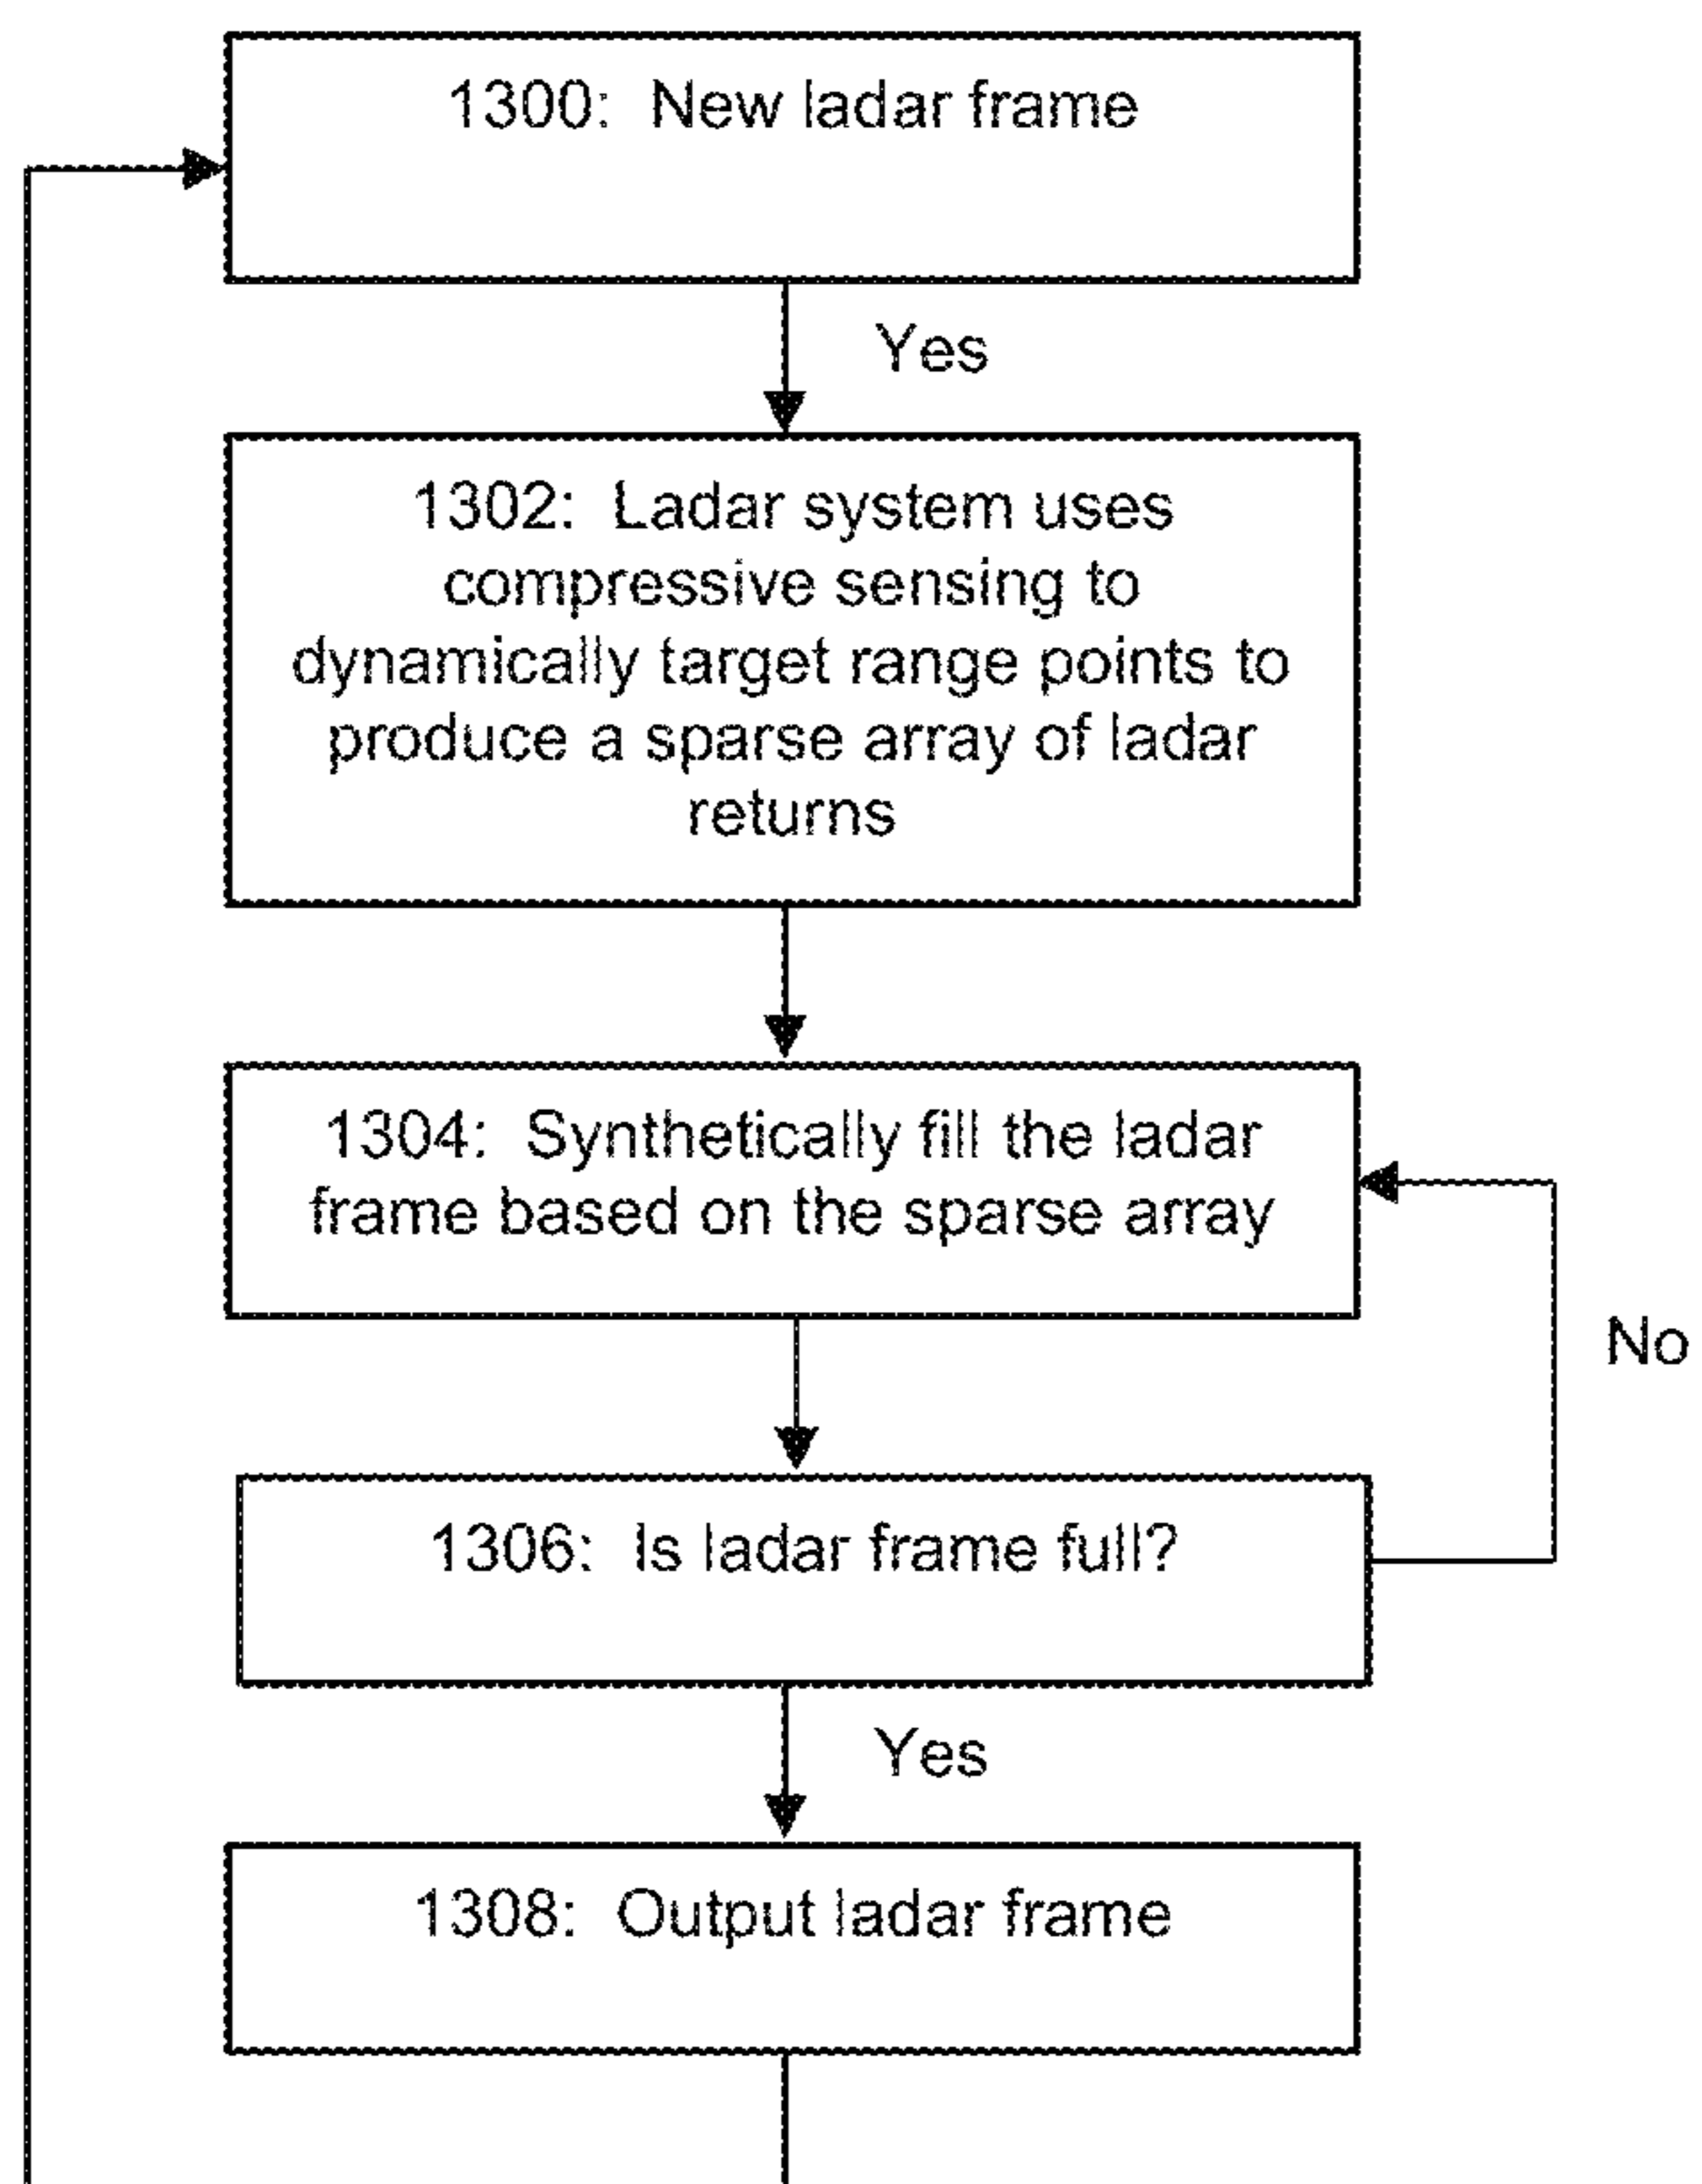 1300: New ladar frame
Yes
1302: Ladar system uses
compressive sensing to
dynamically target range points to
produce a sparse array of ladar
returns
1304: Synthetically fill the ladar
frame based on the sparse array
No
1306: Is ladar frame full?
Yes
1308: Output ladar frame